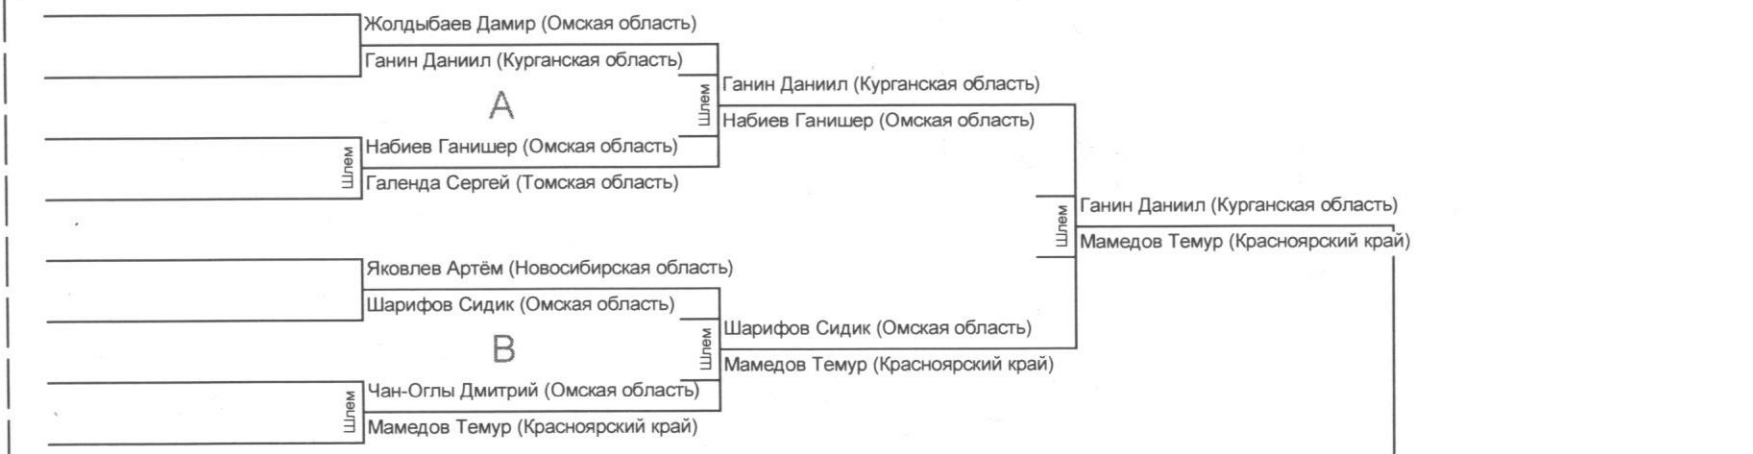 Жолдыбаев Дамир (Омская область)
Ганин Даниил (Курганская область)
Шлем
Ганин Даниил (Курганская область)
A
Набиев Ганишер (Омская область)
Шлем
Набиев Ганишер (Омская область)
Галенда Сергей (Томская область)
Шлем
Ганин Даниил (Курганская область)
Мамедов Темур (Красноярский край)
Яковлев Артём (Новосибирская область)
Шарифов Сидик (Омская область)
Шлем
Шарифов Сидик (Омская область)
B
Мамедов Темур (Красноярский край)
Шлем
Чан-Оглы Дмитрий (Омская область)
Мамедов Темур (Красноярский край)